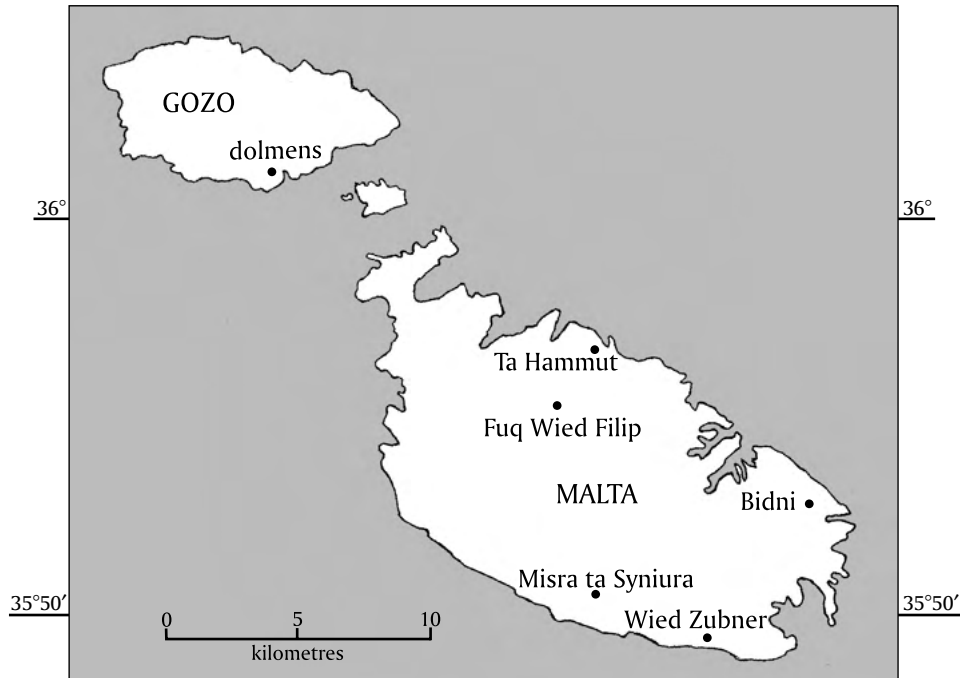 GOZO
dolmens
36°
36°
Ta Hammut
Fuq Wied Filip
MALTA
Bidni
Misra ta Syniura
35°50′
35°50′
Wied Zubner
0 5 10
kilometres